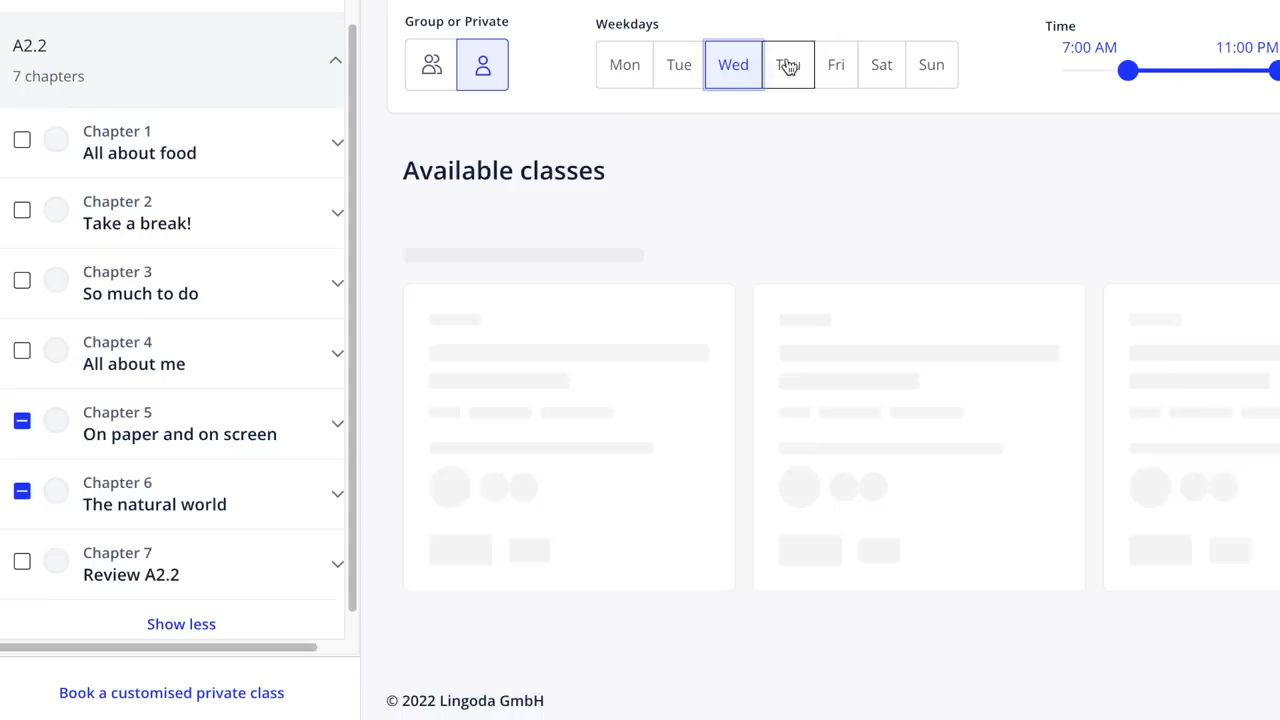 A2.2
7 chapters
Chapter 1
All about food
Chapter 2
Take a break!
Chapter 3
So much to do
Chapter 4
All about me
Chapter 5
On paper and on screen
Chapter 6
The natural world
Chapter 7
Review A2.2
Show less
Book a customised private class
Group or Private
Weekdays
Mon Tue Wed Thu Fri Sat Sun
Time
7:00 AM 11:00 PM
Available classes
© 2022 Lingoda GmbH